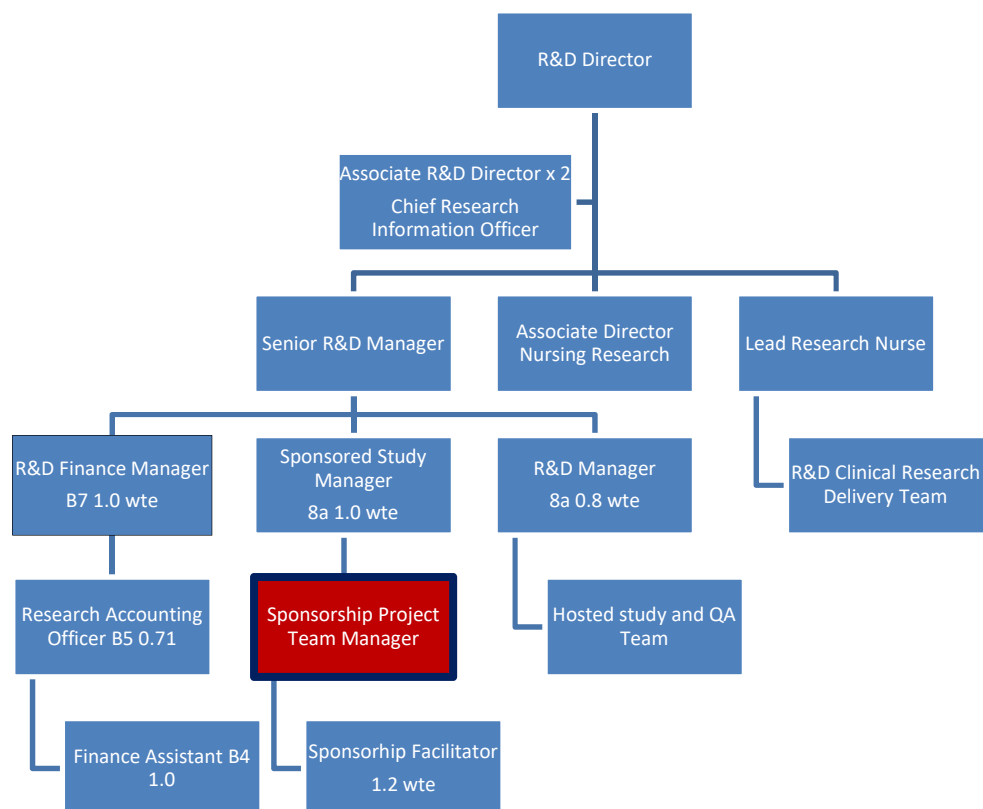 R&D Director
Associate R&D Director x 2
Chief Research
Information Officer
Senior R&D Manager
Associate Director
Nursing Research
Lead Research Nurse
R&D Finance Manager
B7 1.0 wte
Sponsored Study
Manager
8a 1.0 wte
R&D Manager
8a 0.8 wte
R&D Clinical Research
Delivery Team
Research Accounting
Officer B5 0.71
Sponsorship Project
Team Manager
Hosted study and QA
Team
Finance Assistant B4
1.0
Sponsorhip Facilitator
1.2 wte